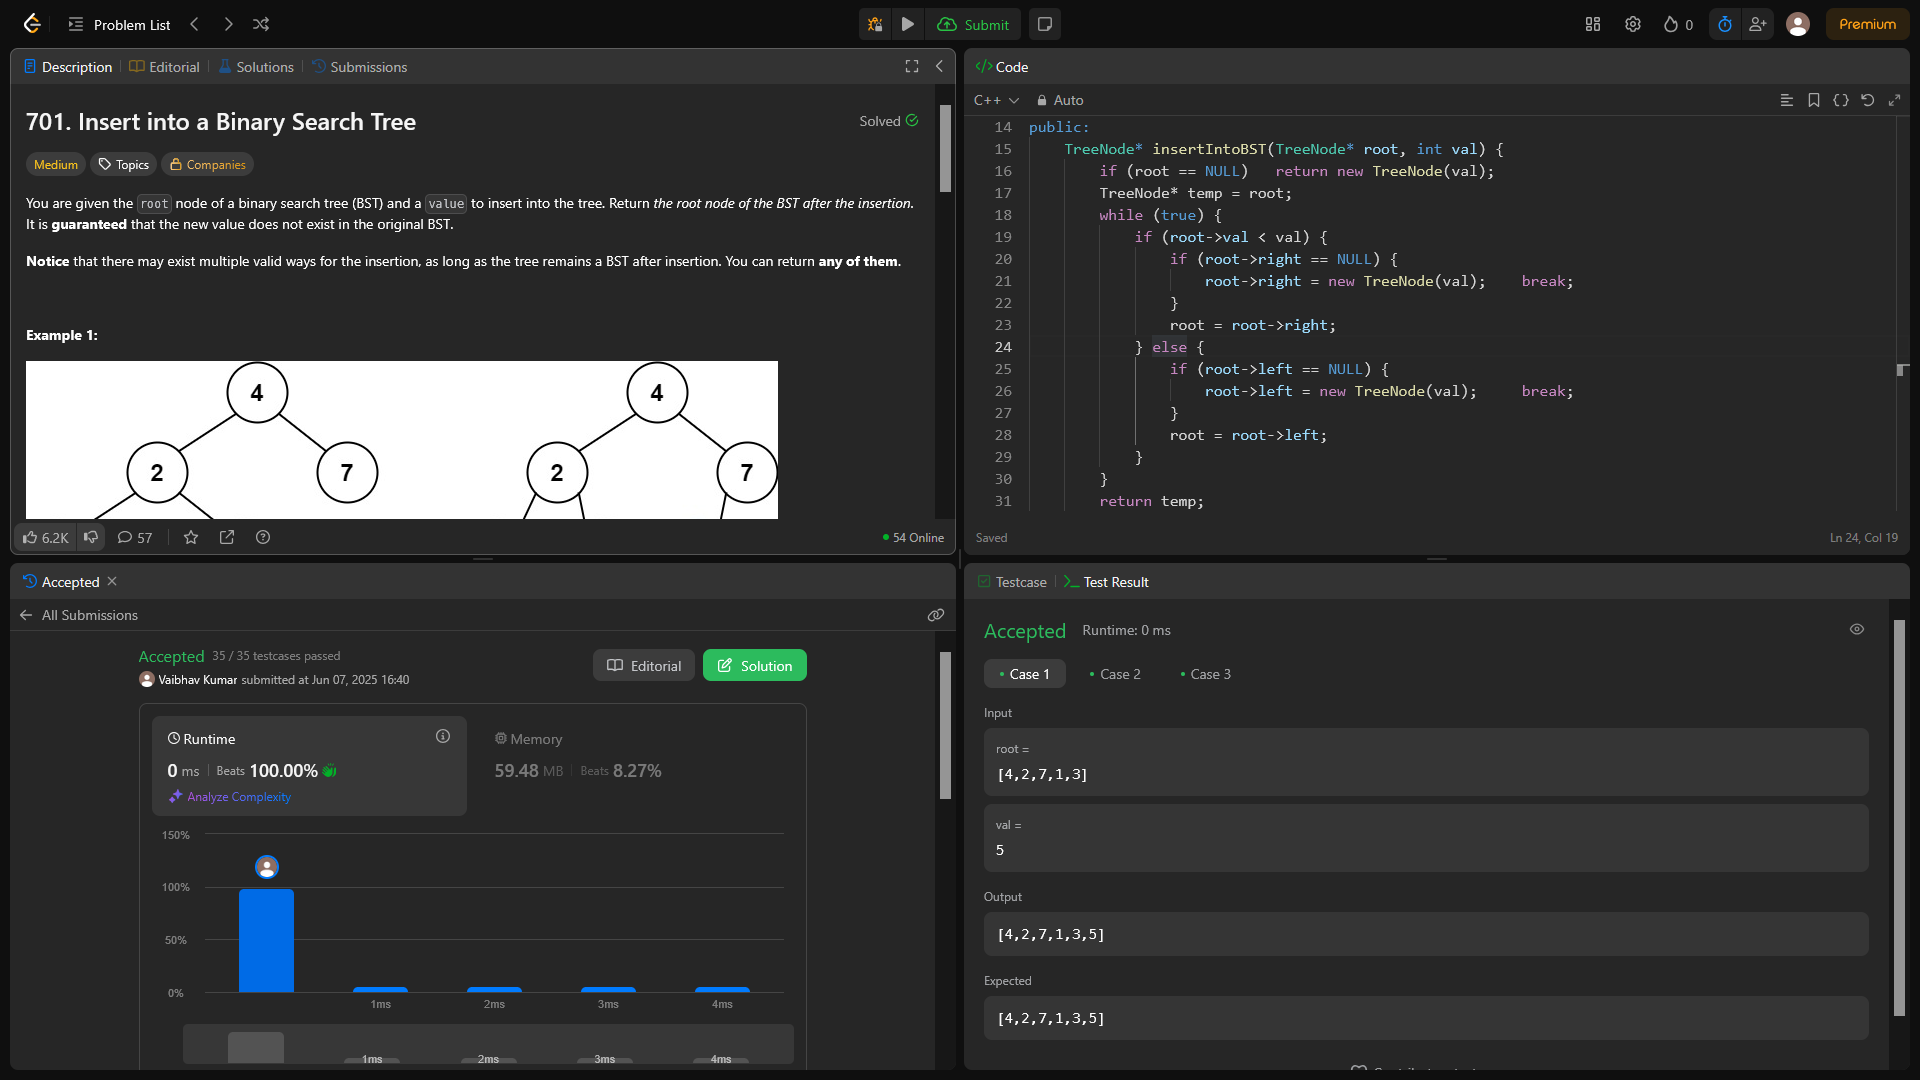 Problem List
Submit
0
Premium
Description
Editorial
Solutions
Submissions
701. Insert into a Binary Search Tree
Solved
Medium
Topics
Companies
You are given the root node of a binary search tree (BST) and a value to insert into the tree. Return the root node of the BST after the insertion.
It is guaranteed that the new value does not exist in the original BST.
Notice that there may exist multiple valid ways for the insertion, as long as the tree remains a BST after insertion. You can return any of them.
Example 1:
4
4
2
7
2
7
6.2K
57
54 Online
Code
C++
Auto
14 public:
15 TreeNode* insertIntoBST(TreeNode* root, int val) {
16 if (root == NULL) return new TreeNode(val);
17 TreeNode* temp = root;
18 while (true) {
19 if (root->val < val) {
20 if (root->right == NULL) {
21 root->right = new TreeNode(val); break;
22 }
23 root = root->right;
24 } else {
25 if (root->left == NULL) {
26 root->left = new TreeNode(val); break;
27 }
28 root = root->left;
29 }
30 }
31 return temp;
Saved
Ln 24, Col 19
Accepted
All Submissions
Accepted 35 / 35 testcases passed
Vaibhav Kumar submitted at Jun 07, 2025 16:40
Editorial
Solution
Runtime
0 ms
Beats 100.00%
Analyze Complexity
Memory
59.48 MB
Beats 8.27%
150%
100%
50%
0%
1ms
2ms
3ms
4ms
1ms
2ms
3ms
4ms
Testcase
Test Result
Accepted
Runtime: 0 ms
Case 1
Case 2
Case 3
Input
root =
[4,2,7,1,3]
val =
5
Output
[4,2,7,1,3,5]
Expected
[4,2,7,1,3,5]